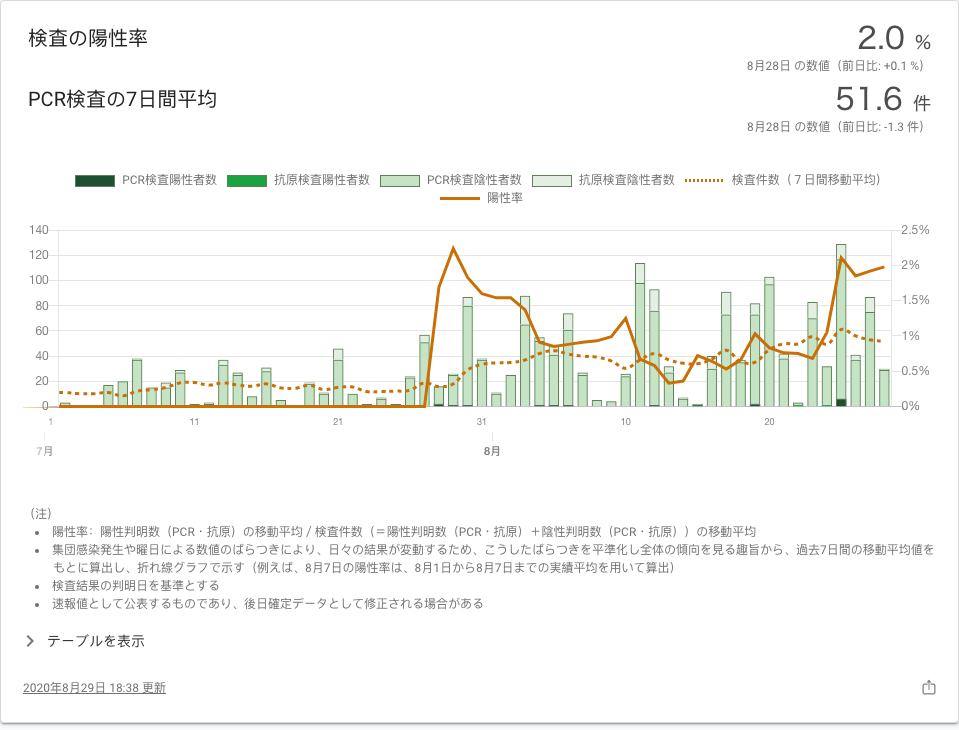 検査の陽性率
2.0 %
8月28日 の数値（前日比: +0.1 %）
PCR検査の7日間平均
51.6 件
8月28日 の数値（前日比: -1.3 件）
PCR検査陽性者数 抗原検査陽性者数 PCR検査陰性者数 抗原検査陰性者数 検査件数（７日間移動平均）
陽性率
140 2.5%
120 2%
100
80 1.5%
60 1%
40
20 0.5%
0 0%
1 11 21 31 10 20
7月 8月
（注）
• 陽性率：陽性判明数（PCR・抗原）の移動平均 / 検査件数（＝陽性判明数（PCR・抗原）＋陰性判明数（PCR・抗原））の移動平均
• 集団感染発生や曜日による数値のばらつきにより、日々の結果が変動するため、こうしたばらつきを平準化し全体の傾向を見る趣旨から、過去7日間の移動平均値を
もとに算出し、折れ線グラフで示す（例えば、8月7日の陽性率は、8月1日から8月7日までの実績平均を用いて算出）
• 検査結果の判明日を基準とする
• 速報値として公表するものであり、後日確定データとして修正される場合がある
テーブルを表示
2020年8月29日 18:38 更新